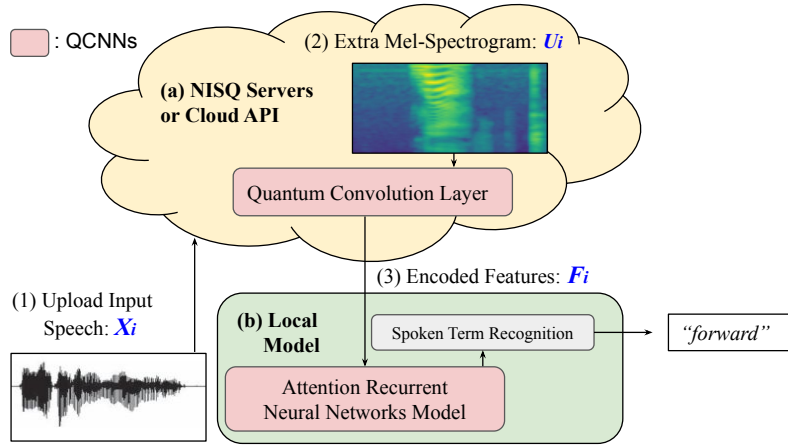 : QCNNs
(2) Extra Mel-Spectrogram: Ui
(a) NISQ Servers
or Cloud API
Quantum Convolution Layer
(3) Encoded Features: Fi
(1) Upload Input
Speech: Xi
(b) Local
Model
Spoken Term Recognition
“forward”
Attention Recurrent
Neural Networks Model